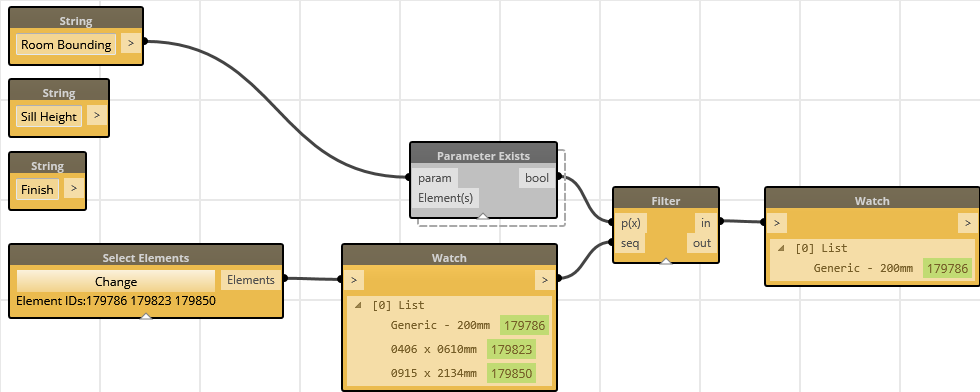 String
Room Bounding >
String
Sill Height >
String
Finish >
Parameter Exists
param bool
Element(s)
Filter
p(x) in
seq out
Watch
> >
[0] List
Generic - 200mm 179786
Select Elements
Change Elements
Element IDs:179786 179823 179850
Watch
> >
[0] List
Generic - 200mm 179786
0406 x 0610mm 179823
0915 x 2134mm 179850